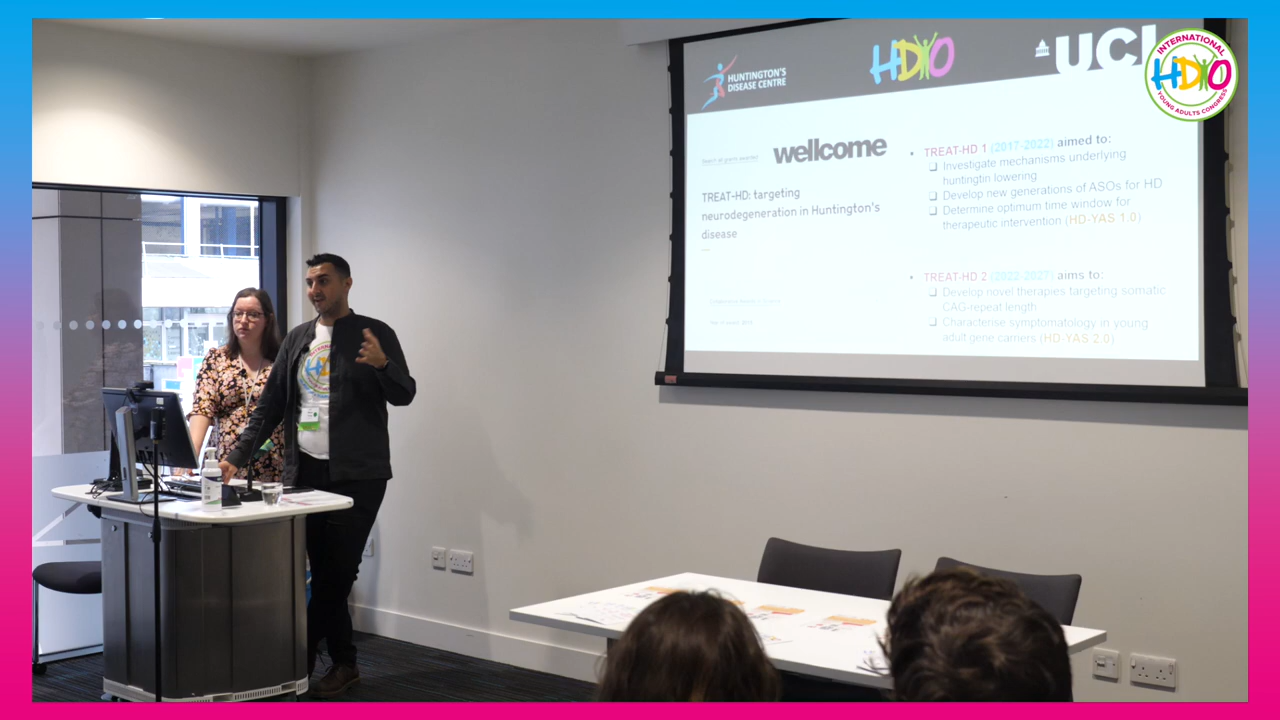 HUNTINGTON'S
DISEASE CENTRE
HDYO
UCL
INTERNATIONAL
HDYO
YOUNG ADULTS CONGRESS
wellcome
TREAT-HD: targeting
neurodegeneration in Huntington's
disease
• TREAT-HD 1 (2017-2022) aimed to:
❑ Investigate mechanisms underlying
huntingtin lowering
❑ Develop new generations of ASOs for HD
❑ Determine optimum time window for
therapeutic intervention (HD-YAS 1.0)
• TREAT-HD 2 (2022-2027) aims to:
❑ Develop novel therapies targeting somatic
CAG-repeat length
❑ Characterise symptomatology in young
adult gene carriers (HD-YAS 2.0)